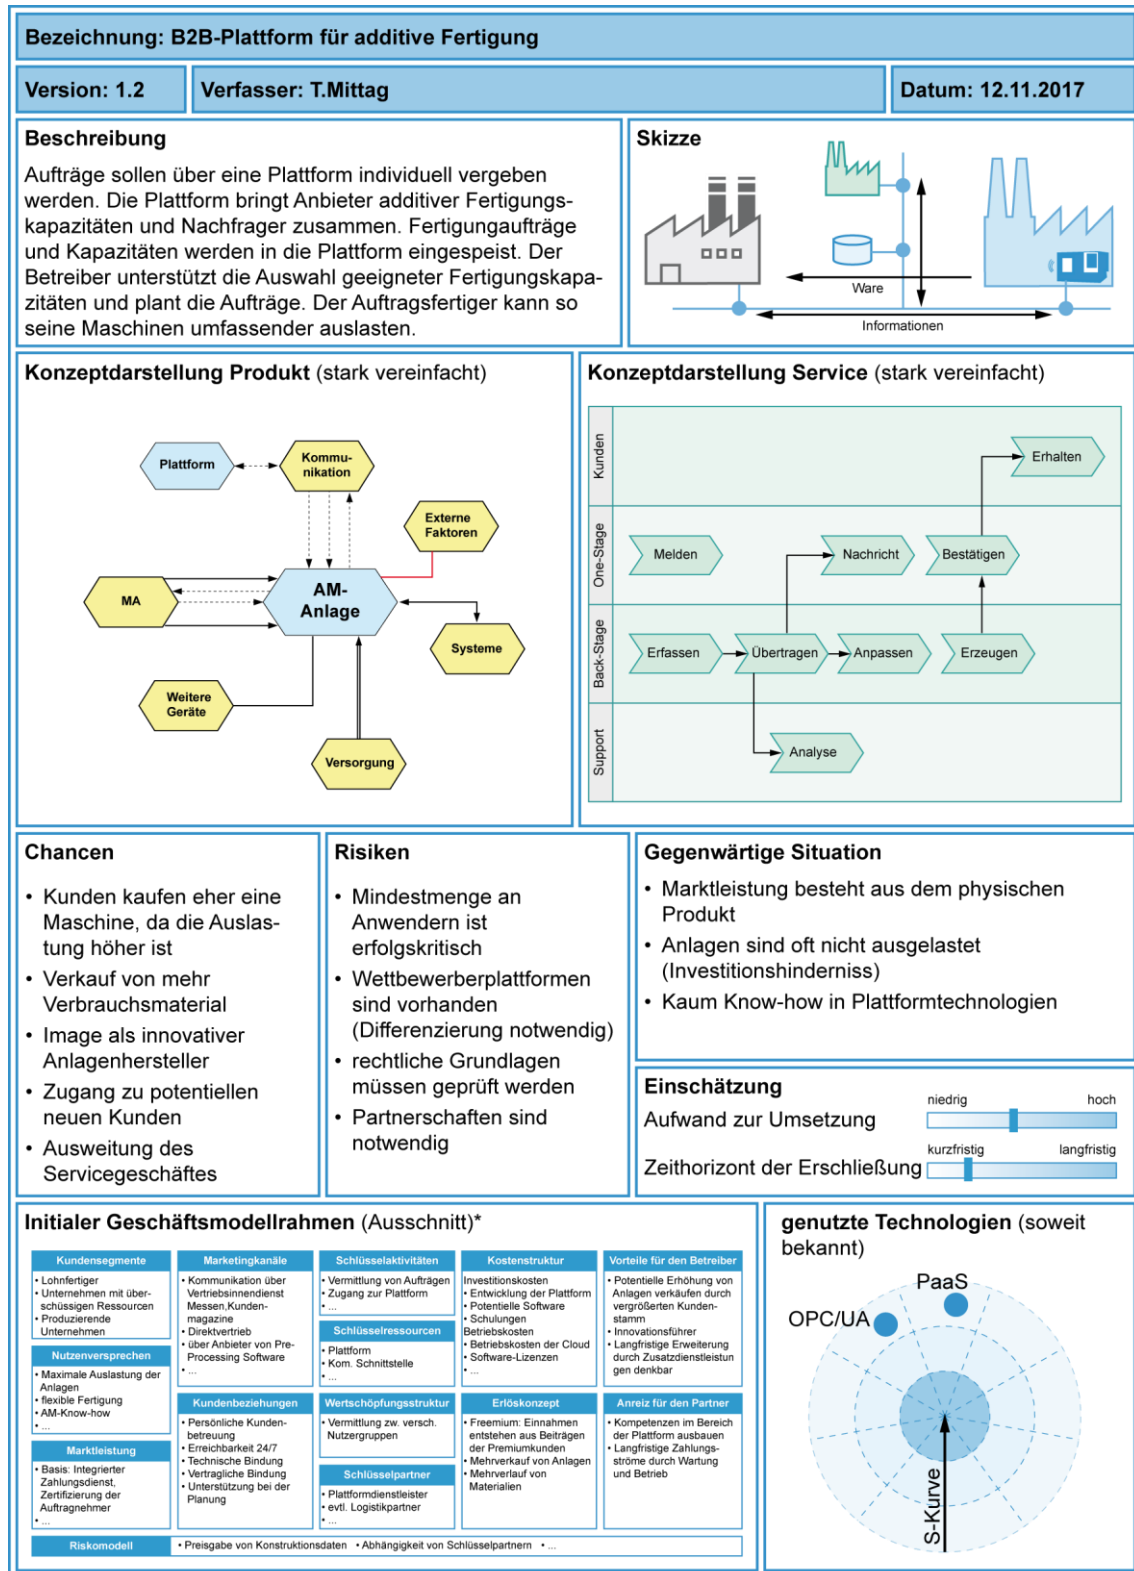 Bezeichnung: B2B-Plattform für additive Fertigung
Version: 1.2
Verfasser: T.Mittag
Datum: 12.11.2017
Beschreibung
Aufträge sollen über eine Plattform individuell vergeben
werden. Die Plattform bringt Anbieter additiver Fertigungs-
kapazitäten und Nachfrager zusammen. Fertigungaufträge
und Kapazitäten werden in die Plattform eingespeist. Der
Betreiber unterstützt die Auswahl geeigneter Fertigungskapa-
zitäten und plant die Aufträge. Der Auftragsfertiger kann so
seine Maschinen umfassender auslasten.
Skizze
Ware
Informationen
Konzeptdarstellung Produkt (stark vereinfacht)
Plattform
Kommu-
nikation
Externe
Faktoren
AM-
Anlage
MA
Systeme
Weitere
Geräte
Versorgung
Konzeptdarstellung Service (stark vereinfacht)
Kunden
Erhalten
One-Stage
Melden
Nachricht
Bestätigen
Back-Stage
Erfassen
Übertragen
Anpassen
Erzeugen
Support
Analyse
Chancen
• Kunden kaufen eher eine
Maschine, da die Auslas-
tung höher ist
• Verkauf von mehr
Verbrauchsmaterial
• Image als innovativer
Anlagenhersteller
• Zugang zu potentiellen
neuen Kunden
• Ausweitung des
Servicegeschäftes
Risiken
• Mindestmenge an
Anwendern ist
erfolgskritisch
• Wettbewerberplattformen
sind vorhanden
(Differenzierung notwendig)
• rechtliche Grundlagen
müssen geprüft werden
• Partnerschaften sind
notwendig
Gegenwärtige Situation
• Marktleistung besteht aus dem physischen
Produkt
• Anlagen sind oft nicht ausgelastet
(Investitionshinderniss)
• Kaum Know-how in Plattformtechnologien
Einschätzung
niedrig
hoch
Aufwand zur Umsetzung
kurzfristig
langfristig
Zeithorizont der Erschließung
Initialer Geschäftsmodellrahmen (Ausschnitt)*
Kundensegmente
• Lohnfertiger
• Unternehmen mit über-
schüssigen Ressourcen
• Produzierende
Unternehmen
Nutzenversprechen
• Maximale Auslastung der
Anlagen
• flexible Fertigung
• AM-Know-how
• ...
Marktleistung
• Basis: Integrierter
Zahlungsdienst,
Zertifizierung der
Auftragnehmer
• ...
Marketingkanäle
• Kommunikation über
Vertriebsinnendienst
Messen,Kunden-
magazine
• Direktvertrieb
• über Anbieter von Pre-
Processing Software
• ...
Kundenbeziehungen
• Persönliche Kunden-
betreuung
• Erreichbarkeit 24/7
• Technische Bindung
• Vertragliche Bindung
• Unterstützung bei der
Planung
Schlüsselaktivitäten
• Vermittlung von Aufträgen
• Zugang zur Plattform
• ...
Schlüsselressourcen
• Plattform
• Kom. Schnittstelle
• ...
Wertschöpfungsstruktur
• Vermittlung zw. versch.
Nutzergruppen
Schlüsselpartner
• Plattformdienstleister
• evtl. Logistikpartner
• ...
Kostenstruktur
Investitionskosten
• Entwicklung der Plattform
• Potentielle Software
• Schulungen
Betriebskosten
• Betriebskosten der Cloud
• Software-Lizenzen
• ...
Erlöskonzept
• Freemium: Einnahmen
entstehen aus Beiträgen
der Premiumkunden
• Mehrverkauf von Anlagen
• Mehrverlauf von
Materialien
Vorteile für den Betreiber
• Potentielle Erhöhung von
Anlagen verkäufen durch
vergrößerten Kunden-
stamm
• Innovationsführer
• Langfristige Erweiterung
durch Zusatzdienstleistun
gen denkbar
Anreiz für den Partner
• Kompetenzen im Bereich
der Plattform ausbauen
• Langfristige Zahlungs-
ströme durch Wartung
und Betrieb
Riskomodell
• Preisgabe von Konstruktionsdaten • Abhängigkeit von Schlüsselpartnern • ...
genutzte Technologien (soweit
bekannt)
PaaS
OPC/UA
S-Kurve